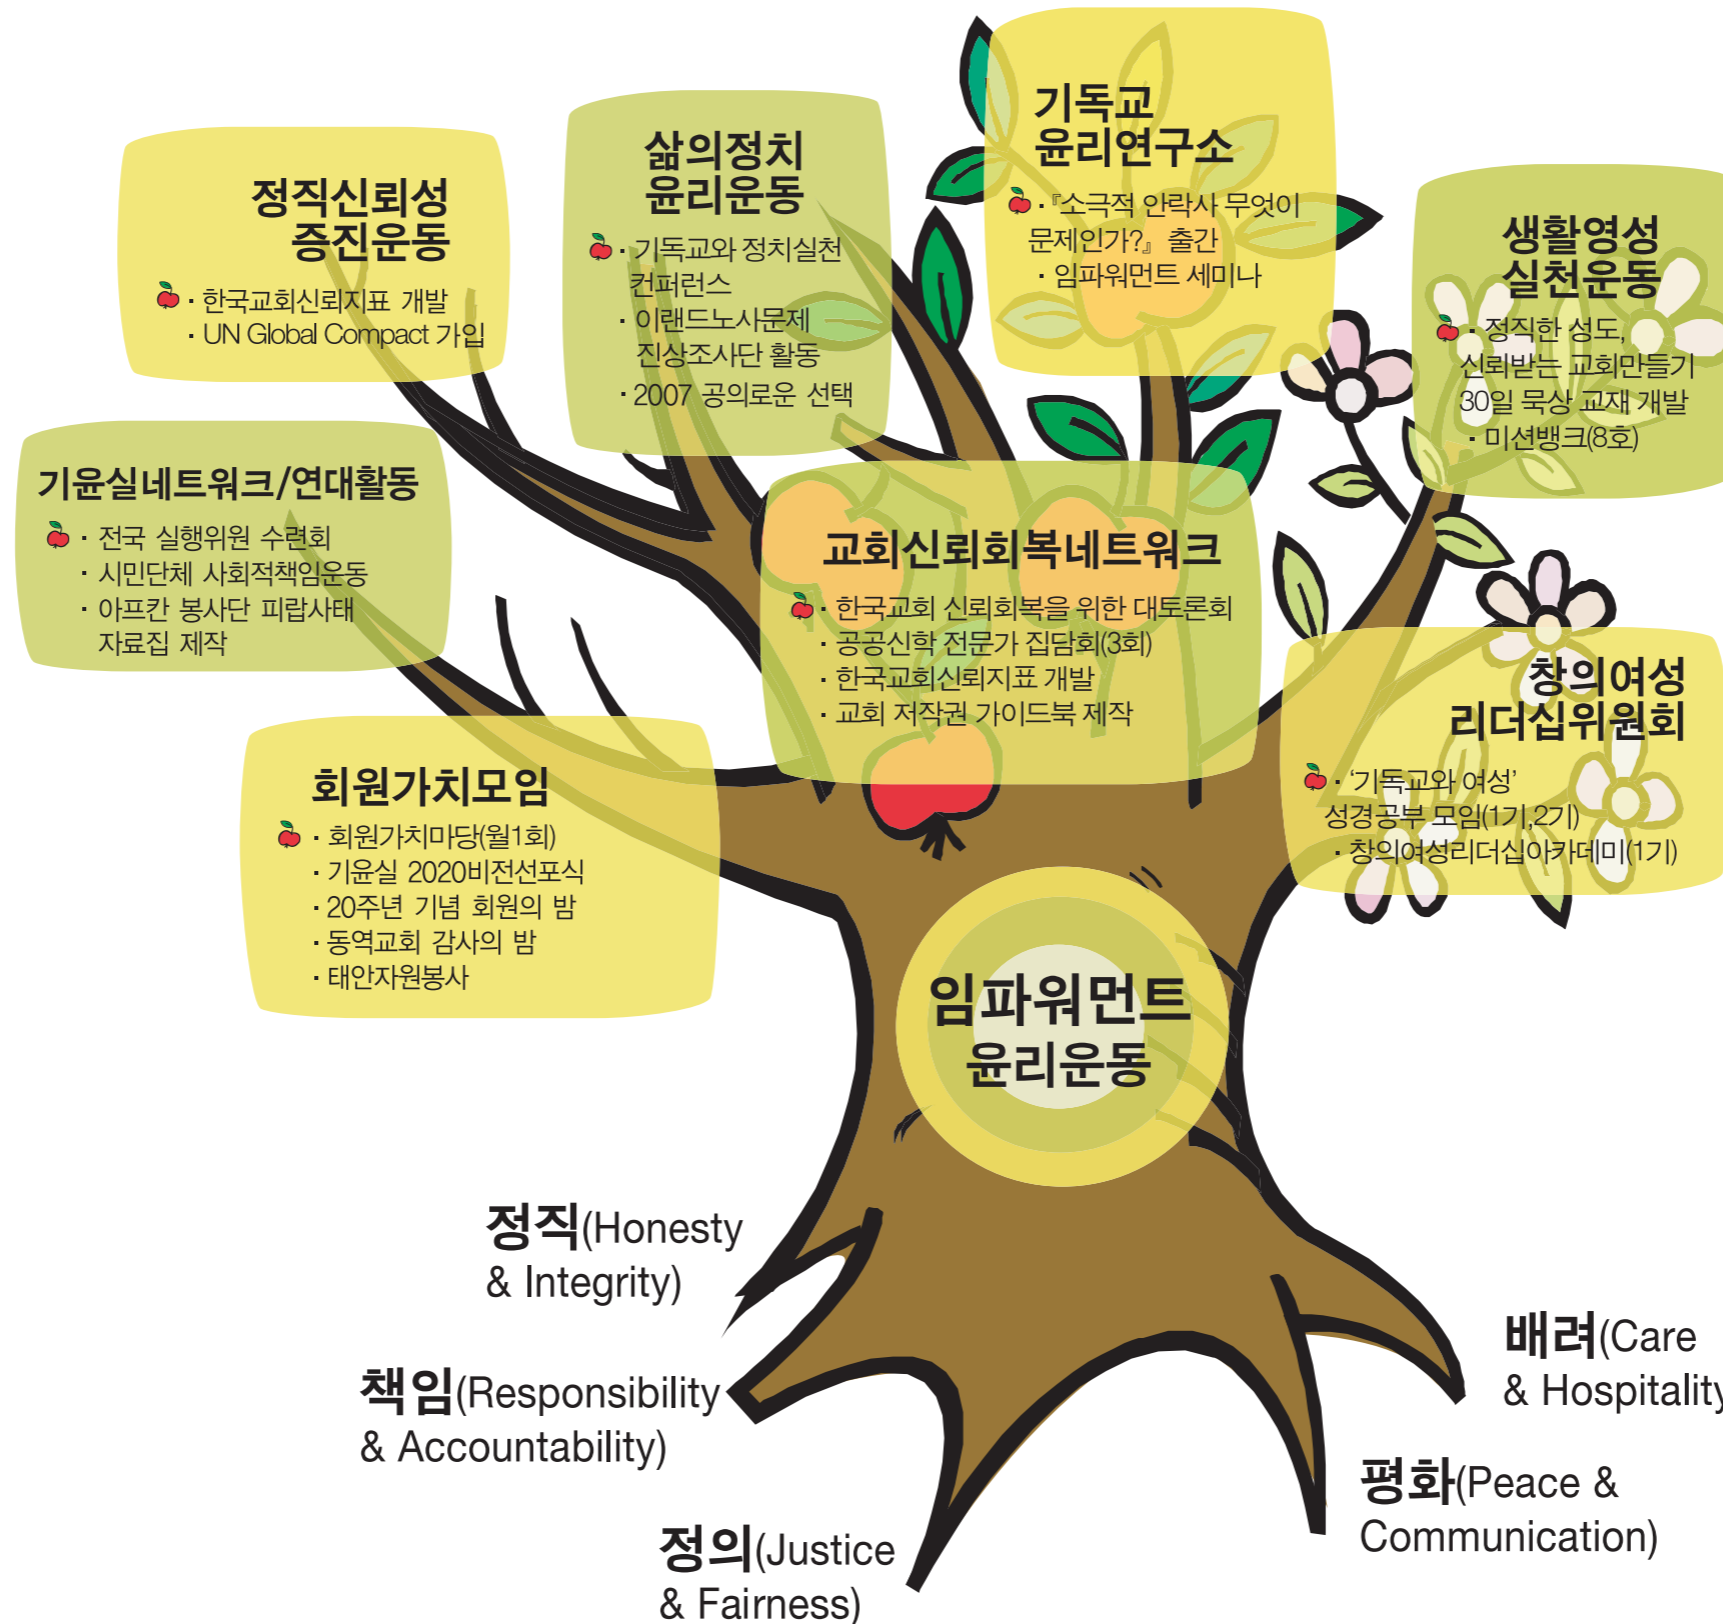 정직신뢰성
증진운동
· 한국교회신뢰지표 개발
· UN Global Compact 가입
삶의정치
윤리운동
· 기독교와 정치실천
컨퍼런스
· 이랜드노사문제
진상조사단 활동
· 2007 공의로운 선택
기독교
윤리연구소
· 『소극적 안락사 무엇이
문제인가?』 출간
· 임파워먼트 세미나
생활영성
실천운동
· 정직한 성도,
신뢰받는 교회만들기
30일 묵상 교재 개발
· 미션뱅크(8호)
기윤실네트워크/연대활동
· 전국 실행위원 수련회
· 시민단체 사회적책임운동
· 아프칸 봉사단 피랍사태
자료집 제작
교회신뢰회복네트워크
· 한국교회 신뢰회복을 위한 대토론회
· 공공신학 전문가 집담회(3회)
· 한국교회신뢰지표 개발
· 교회 저작권 가이드북 제작
창의여성
리더십위원회
· ‘기독교와 여성’
성경공부 모임(1기,2기)
· 창의여성리더십아카데미(1기)
회원가치모임
· 회원가치마당(월1회)
· 기윤실 2020비전선포식
· 20주년 기념 회원의 밤
· 동역교회 감사의 밤
· 태안자원봉사
임파워먼트
윤리운동
정직(Honesty
& Integrity)
책임(Responsibility
& Accountability)
정의(Justice
& Fairness)
배려(Care
& Hospitality
평화(Peace &
Communication)